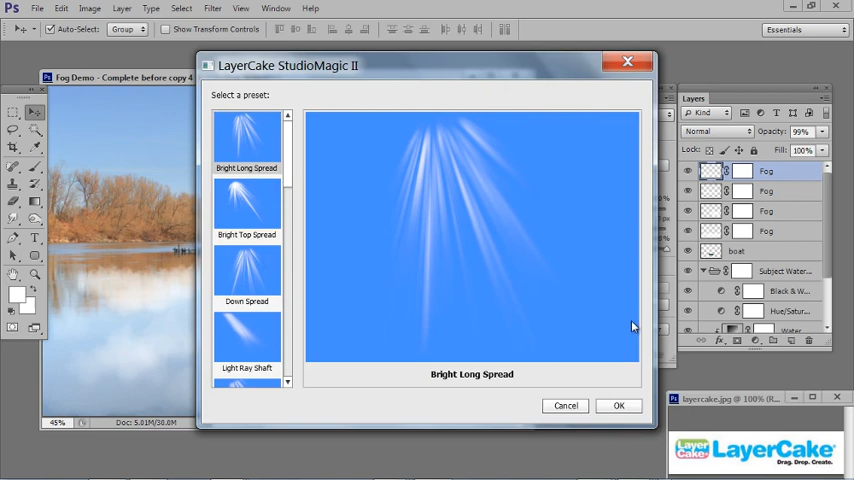 Ps File Edit Image Layer Type Select Filter View Window Help
Auto-Select: Group Show Transform Controls Essentials
LayerCake StudioMagic II
Ps Fog Demo - Complete before copy 4
Select a preset:
Bright Long Spread
Bright Top Spread
Down Spread
Light Ray Shaft
Bright Long Spread
Cancel OK
45% Doc: 5.01M/30.0M
Layers
Kind
Normal Opacity: 99%
Lock: Fill: 100%
Fog
Fog
Fog
Fog
boat
Subject Water...
Black & W...
Hue/Satur...
Water
Ps layercake.jpg @ 100% (R...
Layer Cake LayerCake®
Drag. Drop. Create.